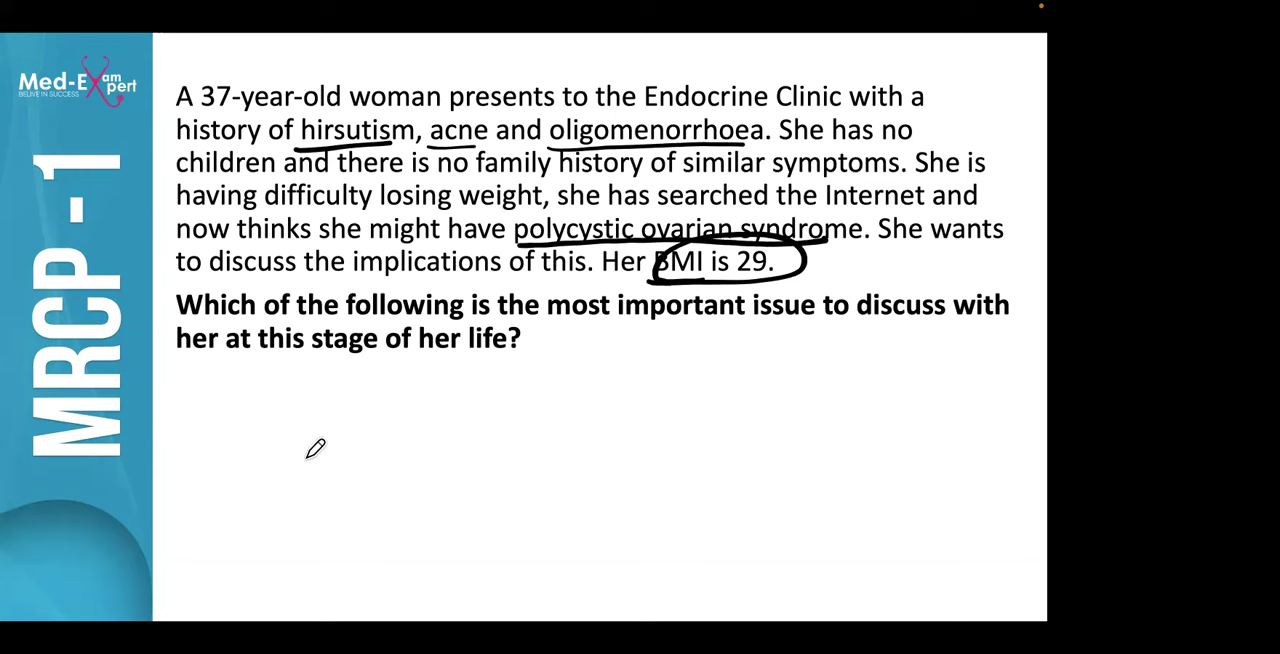 Med-Exam
pert
BELIVE IN SUCCESS
MRCP - 1
A 37-year-old woman presents to the Endocrine Clinic with a
history of hirsutism, acne and oligomenorrhoea. She has no
children and there is no family history of similar symptoms. She is
having difficulty losing weight, she has searched the Internet and
now thinks she might have polycystic ovarian syndrome. She wants
to discuss the implications of this. Her BMI is 29.
Which of the following is the most important issue to discuss with
her at this stage of her life?